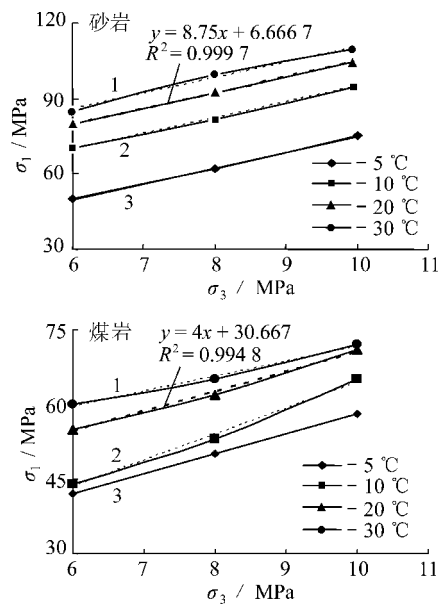 砂岩
y = 8.75x + 6.666 7
R² = 0.999 7
120
90
60
30
σ₁ / MPa
1
2
3
− 5 ℃
− 10 ℃
− 20 ℃
− 30 ℃
6 7 8 9 10 11
σ₃ / MPa
煤岩
y = 4x + 30.667
R² = 0.994 8
75
60
45
30
σ₁ / MPa
1
2
3
− 5 ℃
− 10 ℃
− 20 ℃
− 30 ℃
6 7 8 9 10 11
σ₃ / MPa